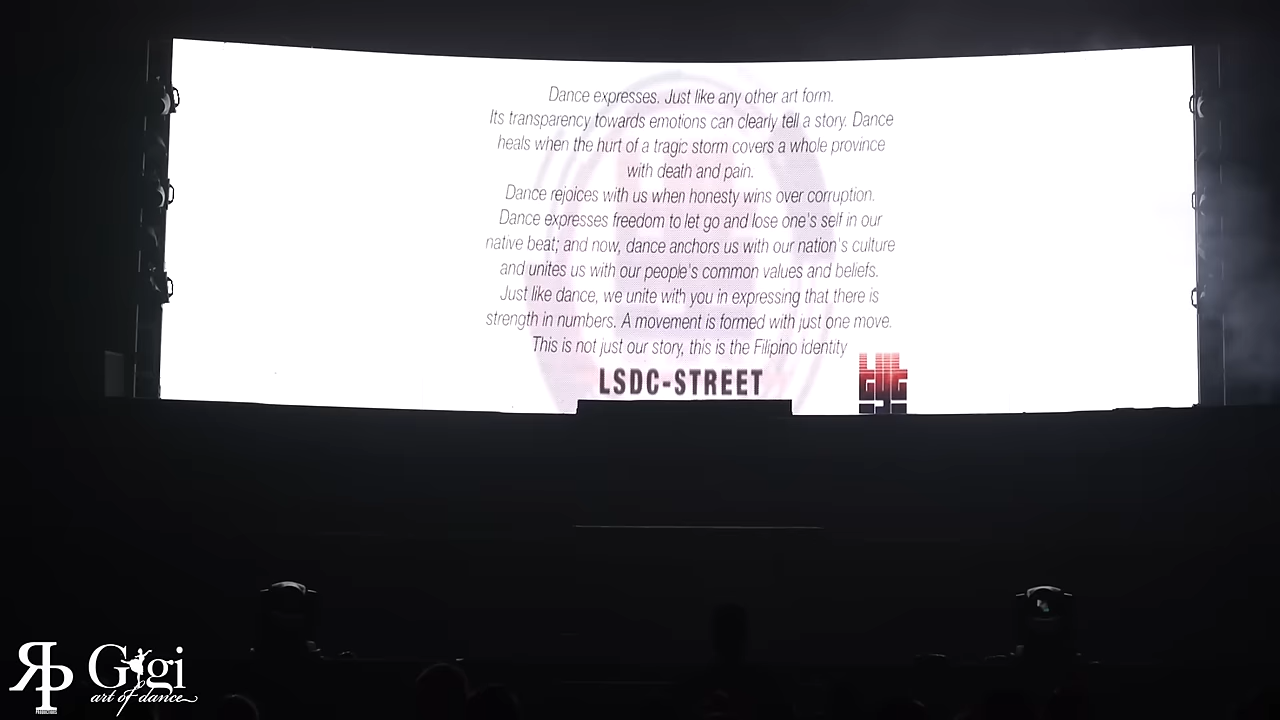 Dance expresses. Just like any other art form.
Its transparency towards emotions can clearly tell a story. Dance
heals when the hurt of a tragic storm covers a whole province
with death and pain.
Dance rejoices with us when honesty wins over corruption.
Dance expresses freedom to let go and lose one's self in our
native beat; and now, dance anchors us with our nation's culture
and unites us with our people's common values and beliefs.
Just like dance, we unite with you in expressing that there is
strength in numbers. A movement is formed with just one move.
This is not just our story, this is the Filipino identity
LSDC-STREET
Gigi
art of dance